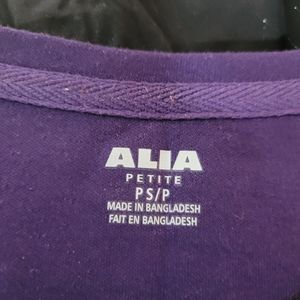 ALIA
PETITE
PS/P
MADE IN BANGLADESH
FAIT EN BANGLADESH